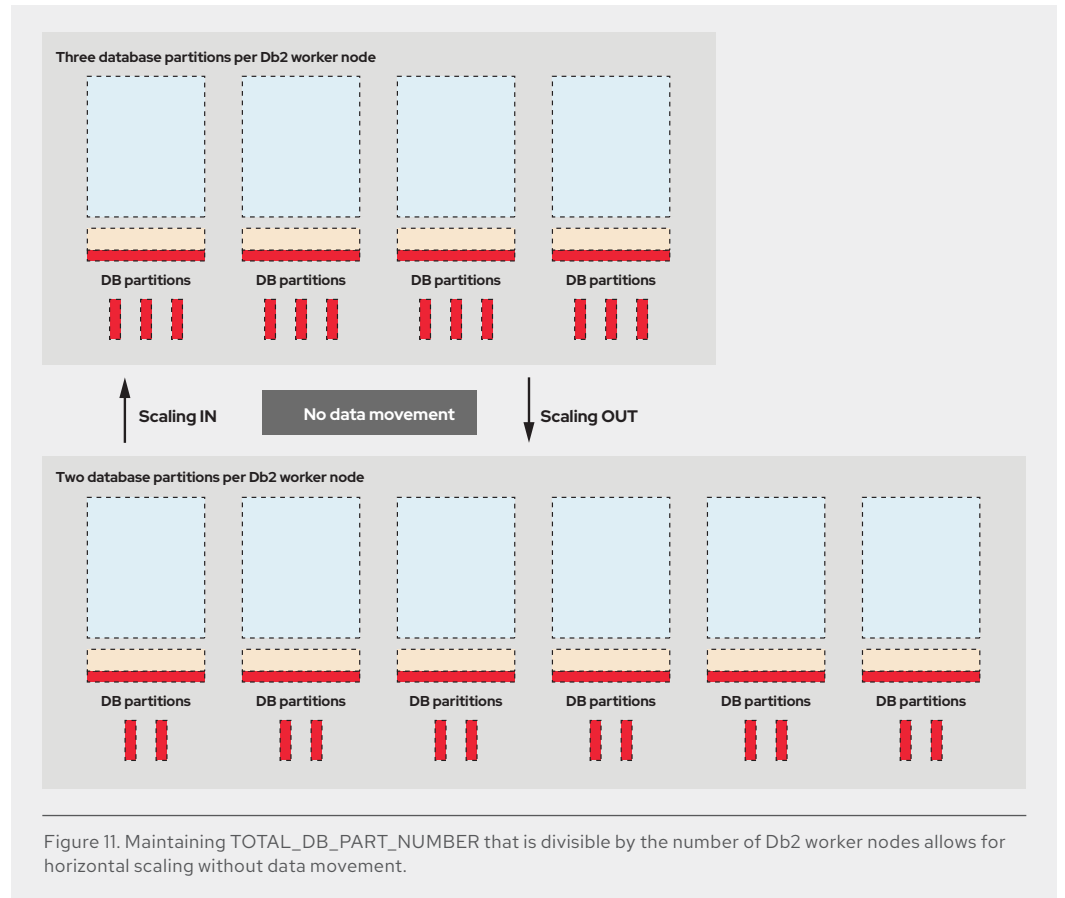 Three database partitions per Db2 worker node
DB partitions
DB partitions
DB partitions
DB partitions
Scaling IN
No data movement
Scaling OUT
Two database partitions per Db2 worker node
DB partitions
DB partitions
DB parititions
DB partitions
DB partitions
DB partitions
Figure 11. Maintaining TOTAL_DB_PART_NUMBER that is divisible by the number of Db2 worker nodes allows for
horizontal scaling without data movement.